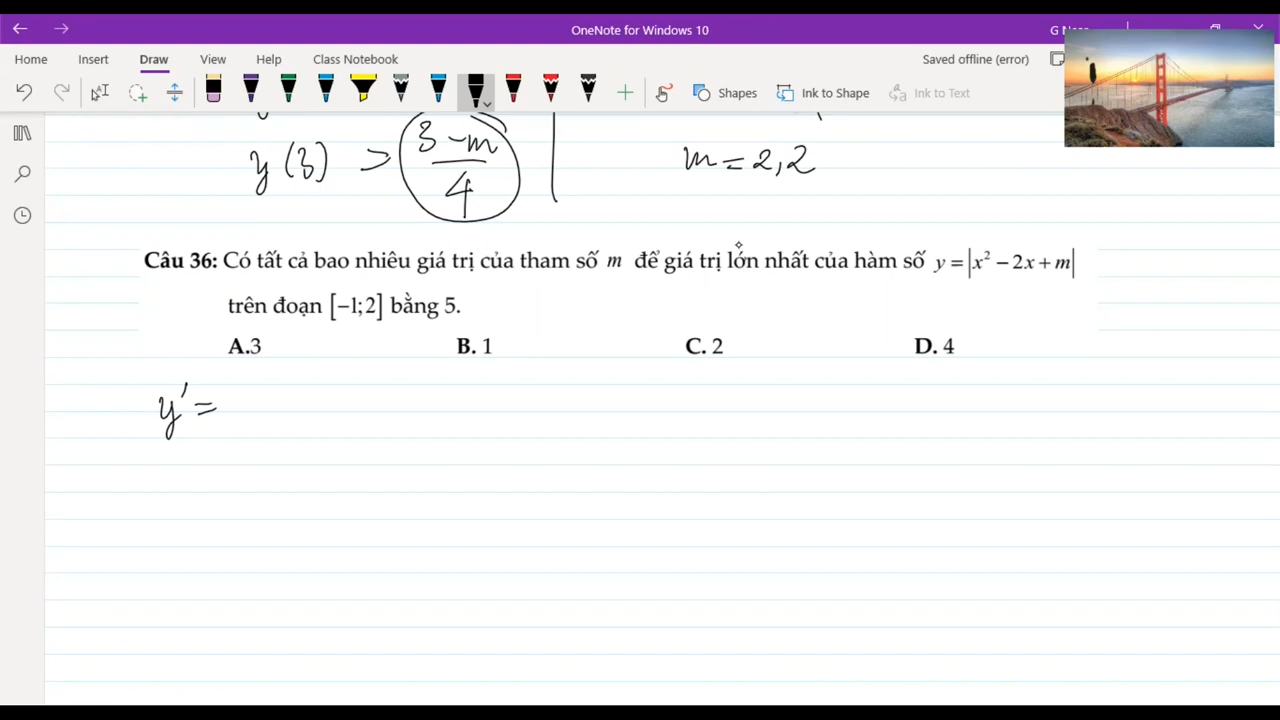 OneNote for Windows 10
Home Insert Draw View Help Class Notebook Saved offline (error)
Shapes Ink to Shape Ink to Text
y(3) => 3-m/4
m = 2,2
Câu 36: Có tất cả bao nhiêu giá trị của tham số m để giá trị lớn nhất của hàm số y = |x² − 2x + m|
trên đoạn [−1;2] bằng 5.
A.3 B. 1 C. 2 D. 4
y' =